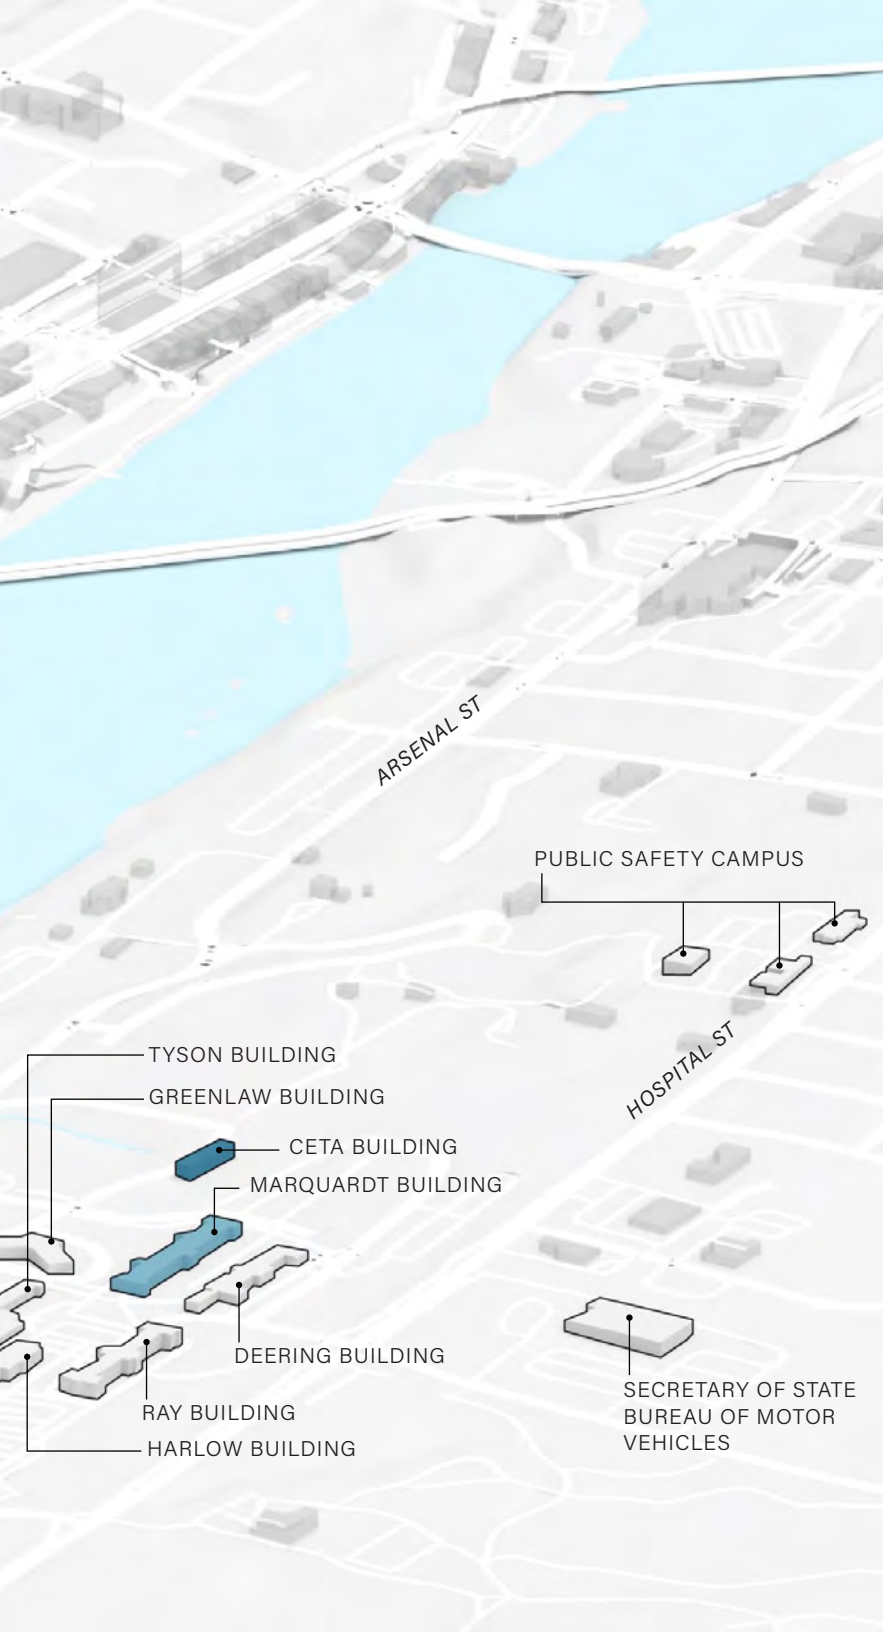 ARSENAL ST
PUBLIC SAFETY CAMPUS
HOSPITAL ST
TYSON BUILDING
GREENLAW BUILDING
CETA BUILDING
MARQUARDT BUILDING
DEERING BUILDING
SECRETARY OF STATE
BUREAU OF MOTOR
VEHICLES
RAY BUILDING
HARLOW BUILDING